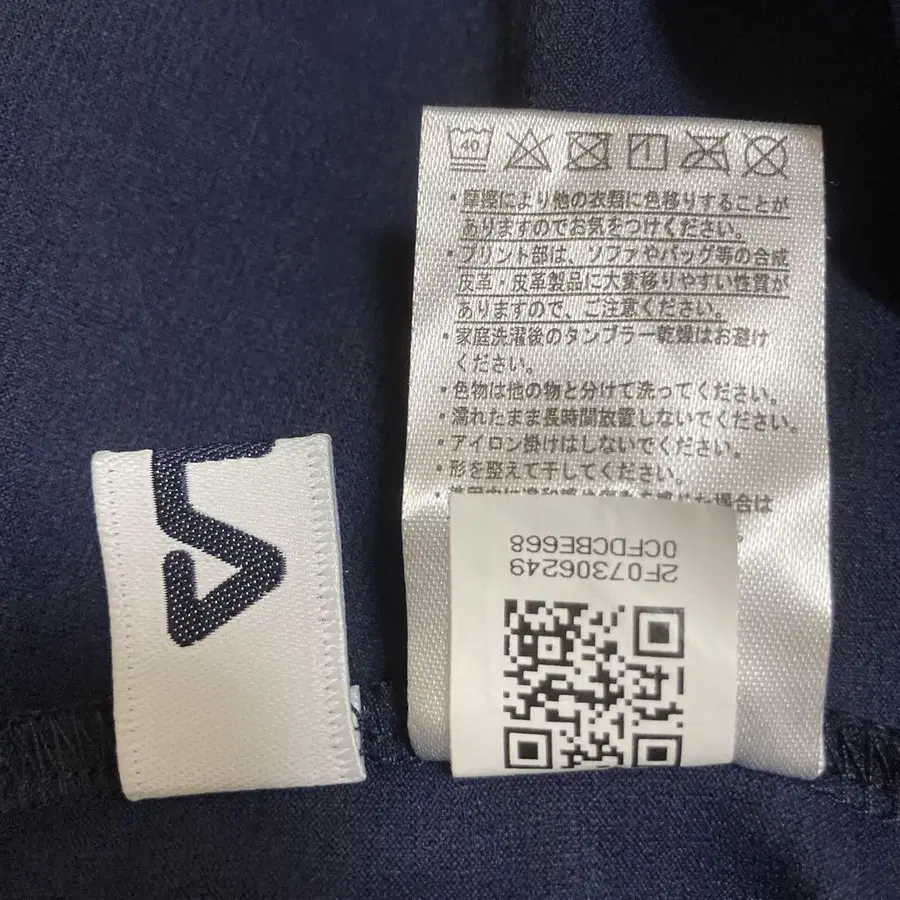 40
・摩擦により他の衣類に色移りすることが
ありますのでお気をつけください。
・プリント部は、ソファやバッグ等の合成
皮革・皮革製品に大変移りやすい性質が
ありますので、ご注意ください。
・家庭洗濯後のタンブラー乾燥はお避け
ください。
・色物は他の物と分けて洗ってください。
・濡れたまま長時間放置しないでください。
・アイロン掛けはしないでください。
・形を整えて干してください。
場合は
2F07306249
0CFDCBE668
LA